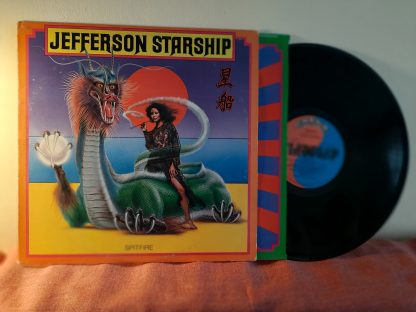 JEFFERSON STARSHIP
星
船
SPITFIRE